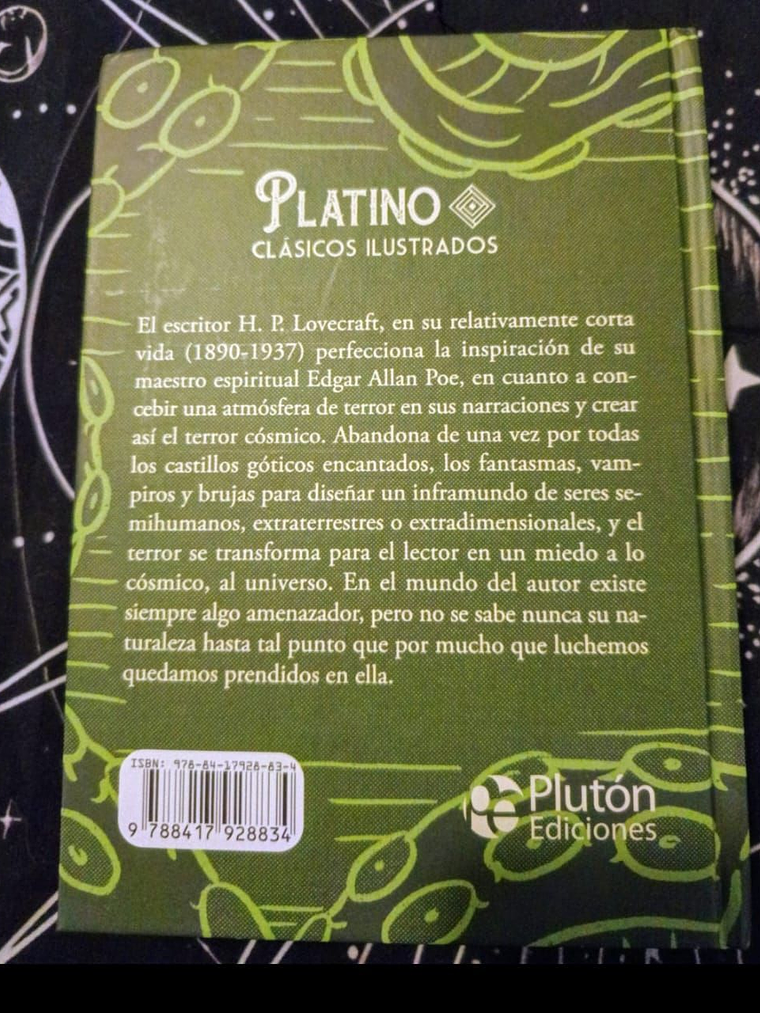 PLATINO
CLÁSICOS ILUSTRADOS
El escritor H. P. Lovecraft, en su relativamente corta
vida (1890-1937) perfecciona la inspiración de su
maestro espiritual Edgar Allan Poe, en cuanto a con-
cebir una atmósfera de terror en sus narraciones y crear
así el terror cósmico. Abandona de una vez por todas
los castillos góticos encantados, los fantasmas, vam-
piros y brujas para diseñar un inframundo de seres se-
mihumanos, extraterrestres o extradimensionales, y el
terror se transforma para el lector en un miedo a lo
cósmico, al universo. En el mundo del autor existe
siempre algo amenazador, pero no se sabe nunca su na-
turaleza hasta tal punto que por mucho que luchemos
quedamos prendidos en ella.
ISBN: 978-84-17928-83-4
9 788417 928834
Plutón
Ediciones